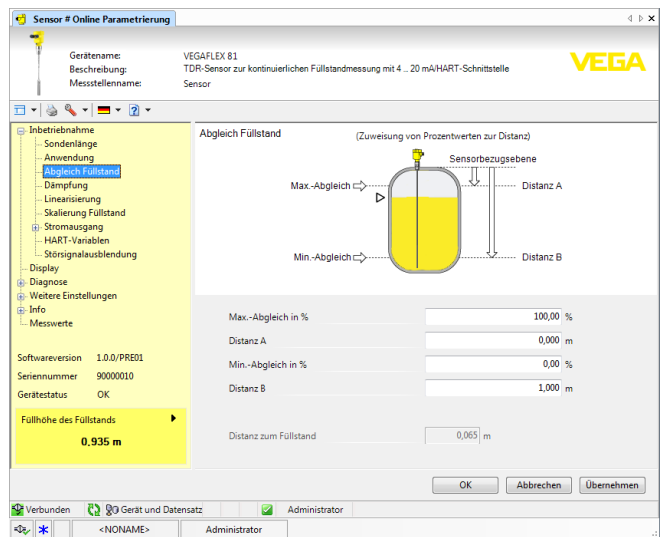 Sensor # Online Parametrierung
Gerätename: VEGAFLEX 81
Beschreibung: TDR-Sensor zur kontinuierlichen Füllstandmessung mit 4 .. 20 mA/HART-Schnittstelle
Messstellenname: Sensor
VEGA
Inbetriebnahme
Sondenlänge
Anwendung
Abgleich Füllstand
Dämpfung
Linearisierung
Skalierung Füllstand
Stromausgang
HART-Variablen
Störsignalausblendung
Display
Diagnose
Weitere Einstellungen
Info
Messwerte
Softwareversion 1.0.0/PRE01
Seriennummer 90000010
Gerätestatus OK
Füllhöhe des Füllstands
0,935 m
Abgleich Füllstand
(Zuweisung von Prozentwerten zur Distanz)
Sensorbezugsebene
Max.-Abgleich
Distanz A
Min.-Abgleich
Distanz B
Max.-Abgleich in % 100,00 %
Distanz A 0,000 m
Min.-Abgleich in % 0,00 %
Distanz B 1,000 m
Distanz zum Füllstand 0,065 m
OK Abbrechen Übernehmen
Verbunden Gerät und Datensatz Administrator
<NONAME> Administrator